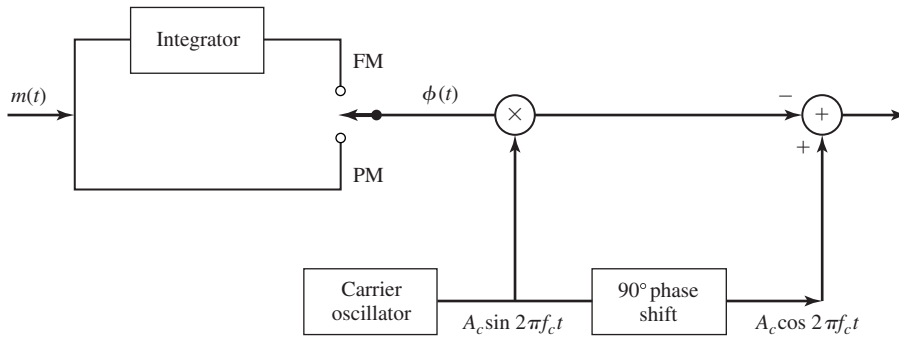 Integrator
FM
m(t)
ϕ(t)
×
−
+
+
PM
Carrier
oscillator
90° phase
shift
A_c sin 2πf_c t
A_c cos 2πf_c t